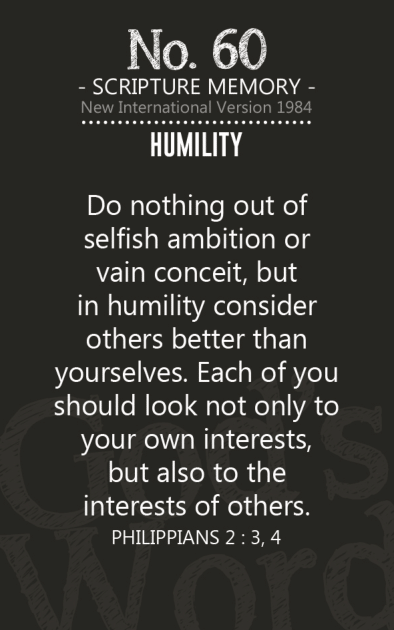 No. 60
- SCRIPTURE MEMORY -
New International Version 1984
HUMILITY
Do nothing out of
selfish ambition or
vain conceit, but
in humility consider
others better than
yourselves. Each of you
should look not only to
your own interests,
but also to the
interests of others.
PHILIPPIANS 2 : 3, 4
God's
Word